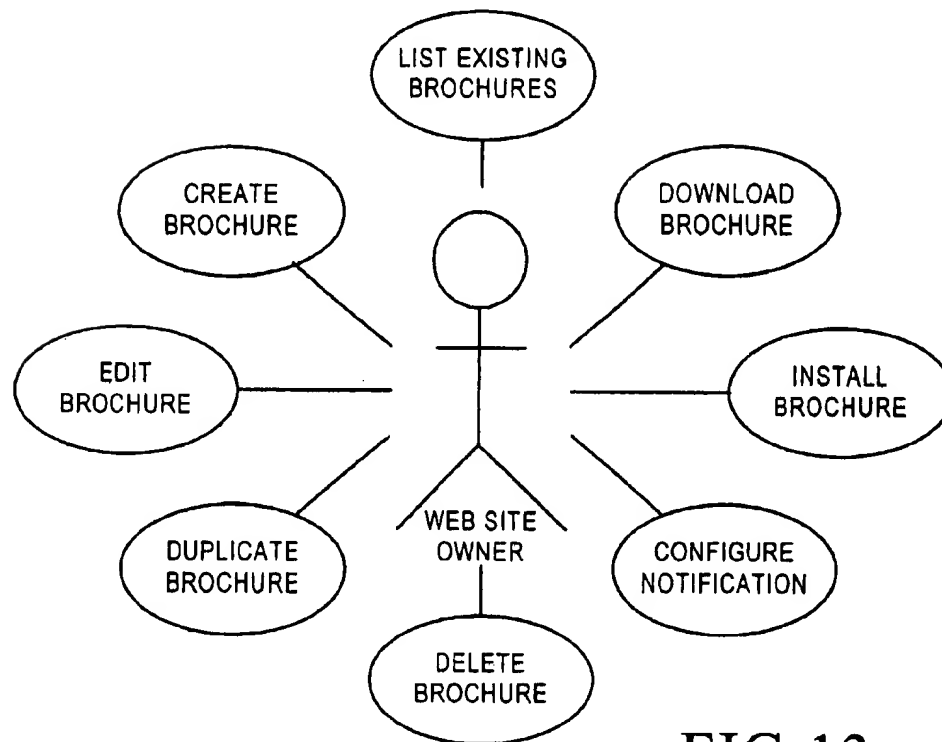 LIST EXISTING
BROCHURES
CREATE
BROCHURE
DOWNLOAD
BROCHURE
EDIT
BROCHURE
INSTALL
BROCHURE
DUPLICATE
BROCHURE
WEB SITE
OWNER
CONFIGURE
NOTIFICATION
DELETE
BROCHURE